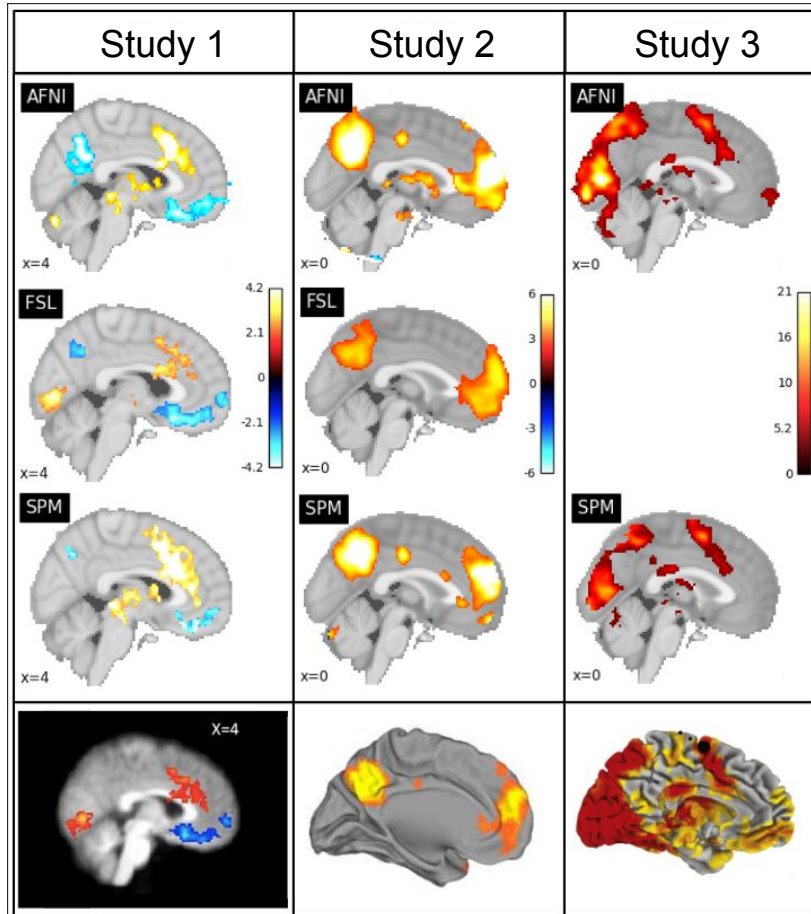 Study 1 Study 2 Study 3
AFNI AFNI AFNI
x=4 x=0 x=0
FSL FSL
4.2
2.1
0
-2.1
-4.2
6
3
0
-3
-6
21
16
10
5.2
0
x=4 x=0
SPM SPM SPM
x=4 x=0 x=0
X=4